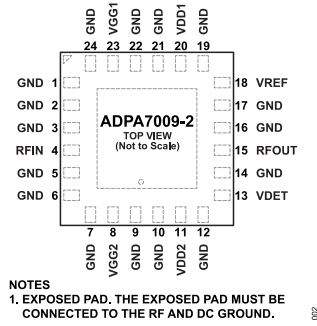 GND
VGG1
GND
GND
VDD1
GND
24 23 22 21 20 19
GND 1
GND 2
GND 3
RFIN 4
GND 5
GND 6
ADPA7009-2
TOP VIEW
(Not to Scale)
18 VREF
17 GND
16 GND
15 RFOUT
14 GND
13 VDET
7 8 9 10 11 12
GND
VGG2
GND
GND
VDD2
GND
NOTES
1. EXPOSED PAD. THE EXPOSED PAD MUST BE
CONNECTED TO THE RF AND DC GROUND.
002